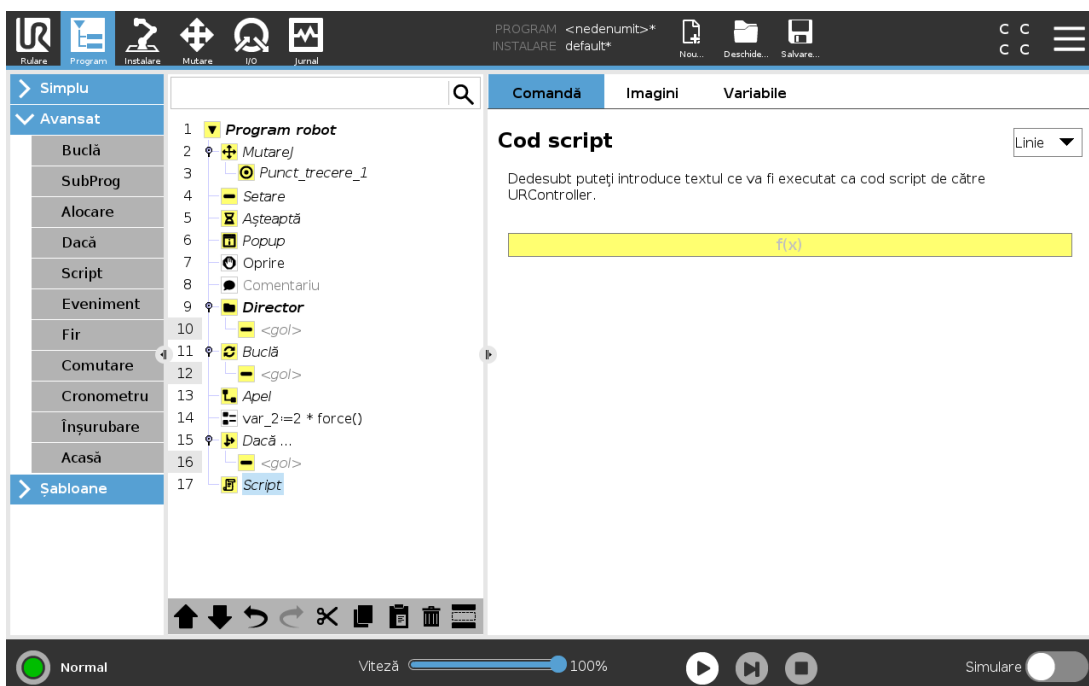 Rulare
Program
Instalare
Mutare
I/O
Jurnal
PROGRAM <nedenumit>*
INSTALARE default*
Nou...
Deschide...
Salvare...
C C
C C
Simplu
Avansat
Buclă
SubProg
Alocare
Dacă
Script
Eveniment
Fir
Comutare
Cronometru
Înșurubare
Acasă
Șabloane
1 Program robot
2 MutareJ
3 Punct_trecere_1
4 Setare
5 Așteaptă
6 Popup
7 Oprire
8 Comentariu
9 Director
10 <gol>
11 Buclă
12 <gol>
13 Apel
14 var_2:=2 * force()
15 Dacă ...
16 <gol>
17 Script
Comandă
Imagini
Variabile
Cod script
Linie
Dedesubt puteți introduce textul ce va fi executat ca cod script de către
URController.
f(x)
Normal
Viteză
100%
Simulare